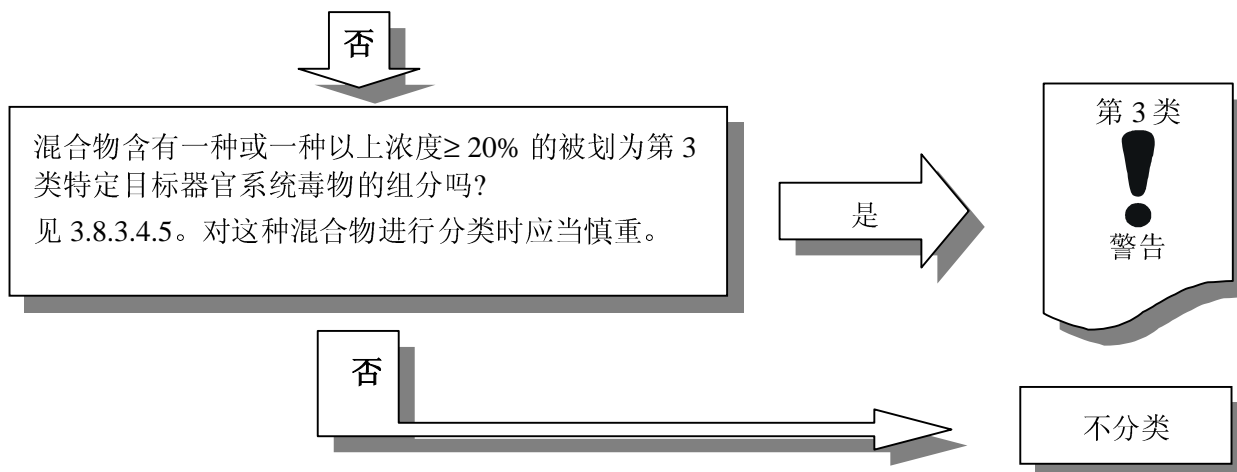 否
混合物含有一种或一种以上浓度≥ 20% 的被划为第 3
类特定目标器官系统毒物的组分吗?
见 3.8.3.4.5。对这种混合物进行分类时应当慎重。
是
第 3 类
!
警告
否
不分类